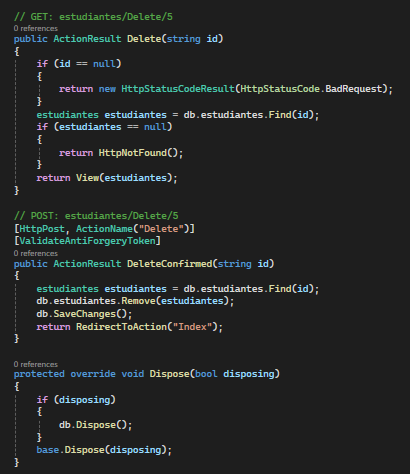 // GET: estudiantes/Delete/5
0 references
public ActionResult Delete(string id)
{
    if (id == null)
    {
        return new HttpStatusCodeResult(HttpStatusCode.BadRequest);
    }
    estudiantes estudiantes = db.estudiantes.Find(id);
    if (estudiantes == null)
    {
        return HttpNotFound();
    }
    return View(estudiantes);
}

// POST: estudiantes/Delete/5
[HttpPost, ActionName("Delete")]
[ValidateAntiForgeryToken]
0 references
public ActionResult DeleteConfirmed(string id)
{
    estudiantes estudiantes = db.estudiantes.Find(id);
    db.estudiantes.Remove(estudiantes);
    db.SaveChanges();
    return RedirectToAction("Index");
}

0 references
protected override void Dispose(bool disposing)
{
    if (disposing)
    {
        db.Dispose();
    }
    base.Dispose(disposing);
}